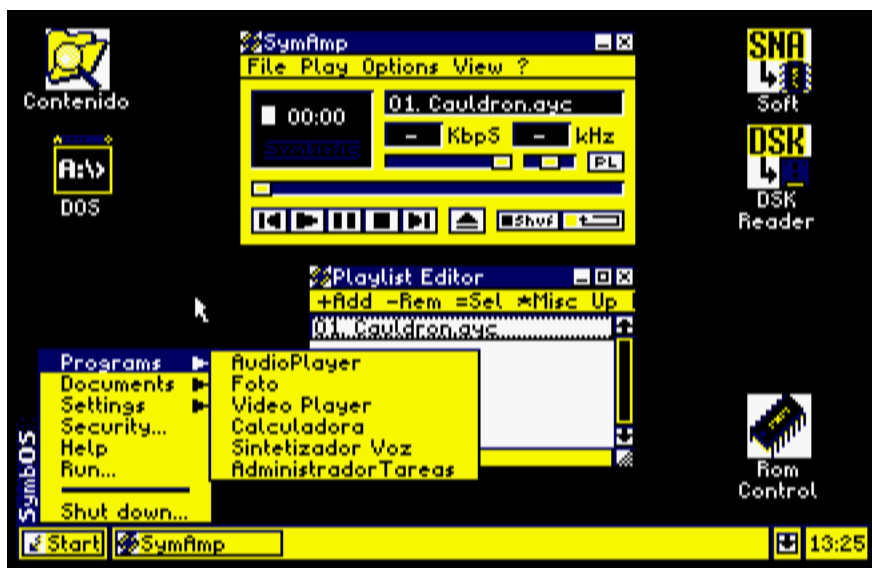 SymAmp
File Play Options View ?
00:00
SymbiosiS
01. Cauldron.ayc
- KbpS - kHz
PL
Shuf
Contenido
A:\>
DOS
SNA
Soft
DSK
DSK
Reader
Playlist Editor
+Add -Rem =Sel *Misc Up
01. Cauldron.ayc
Programs
Documents
Settings
Security...
Help
Run...
Shut down...
SymbOS
AudioPlayer
Foto
Video Player
Calculadora
Sintetizador Voz
AdministradorTareas
Rom
Control
Start
SymAmp
13:25